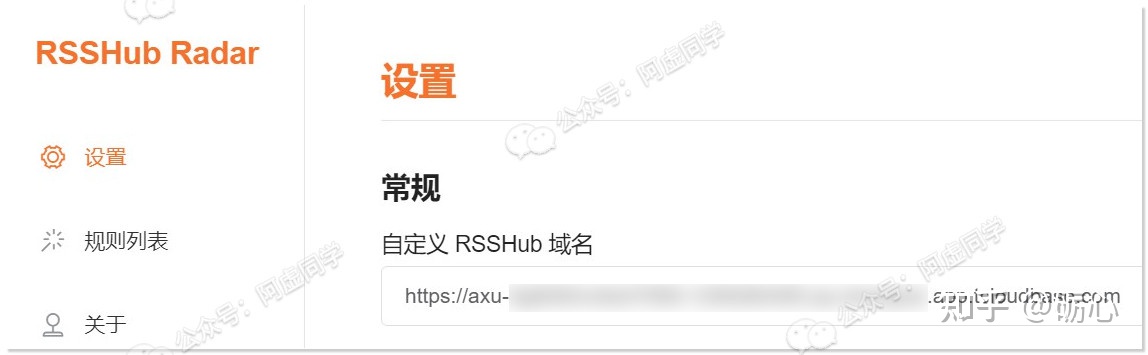 RSSHub Radar
设置
规则列表
关于
设置
常规
自定义 RSSHub 域名
https://axu-
.app.tcloudbase.com
公众号：阿虚同学
公众号：阿虚同学
公众号：阿虚同学
知乎 @砺心